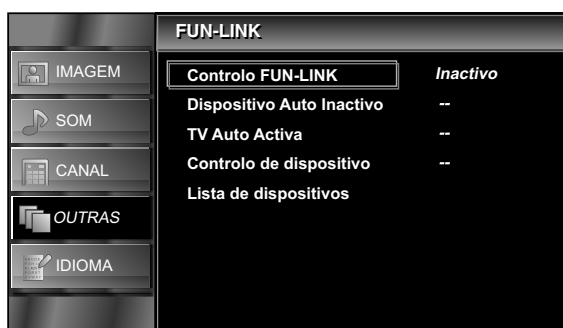 FUN-LINK
IMAGEM
SOM
CANAL
OUTRAS
IDIOMA
Controlo FUN-LINK Inactivo
Dispositivo Auto Inactivo --
TV Auto Activa --
Controlo de dispositivo --
Lista de dispositivos